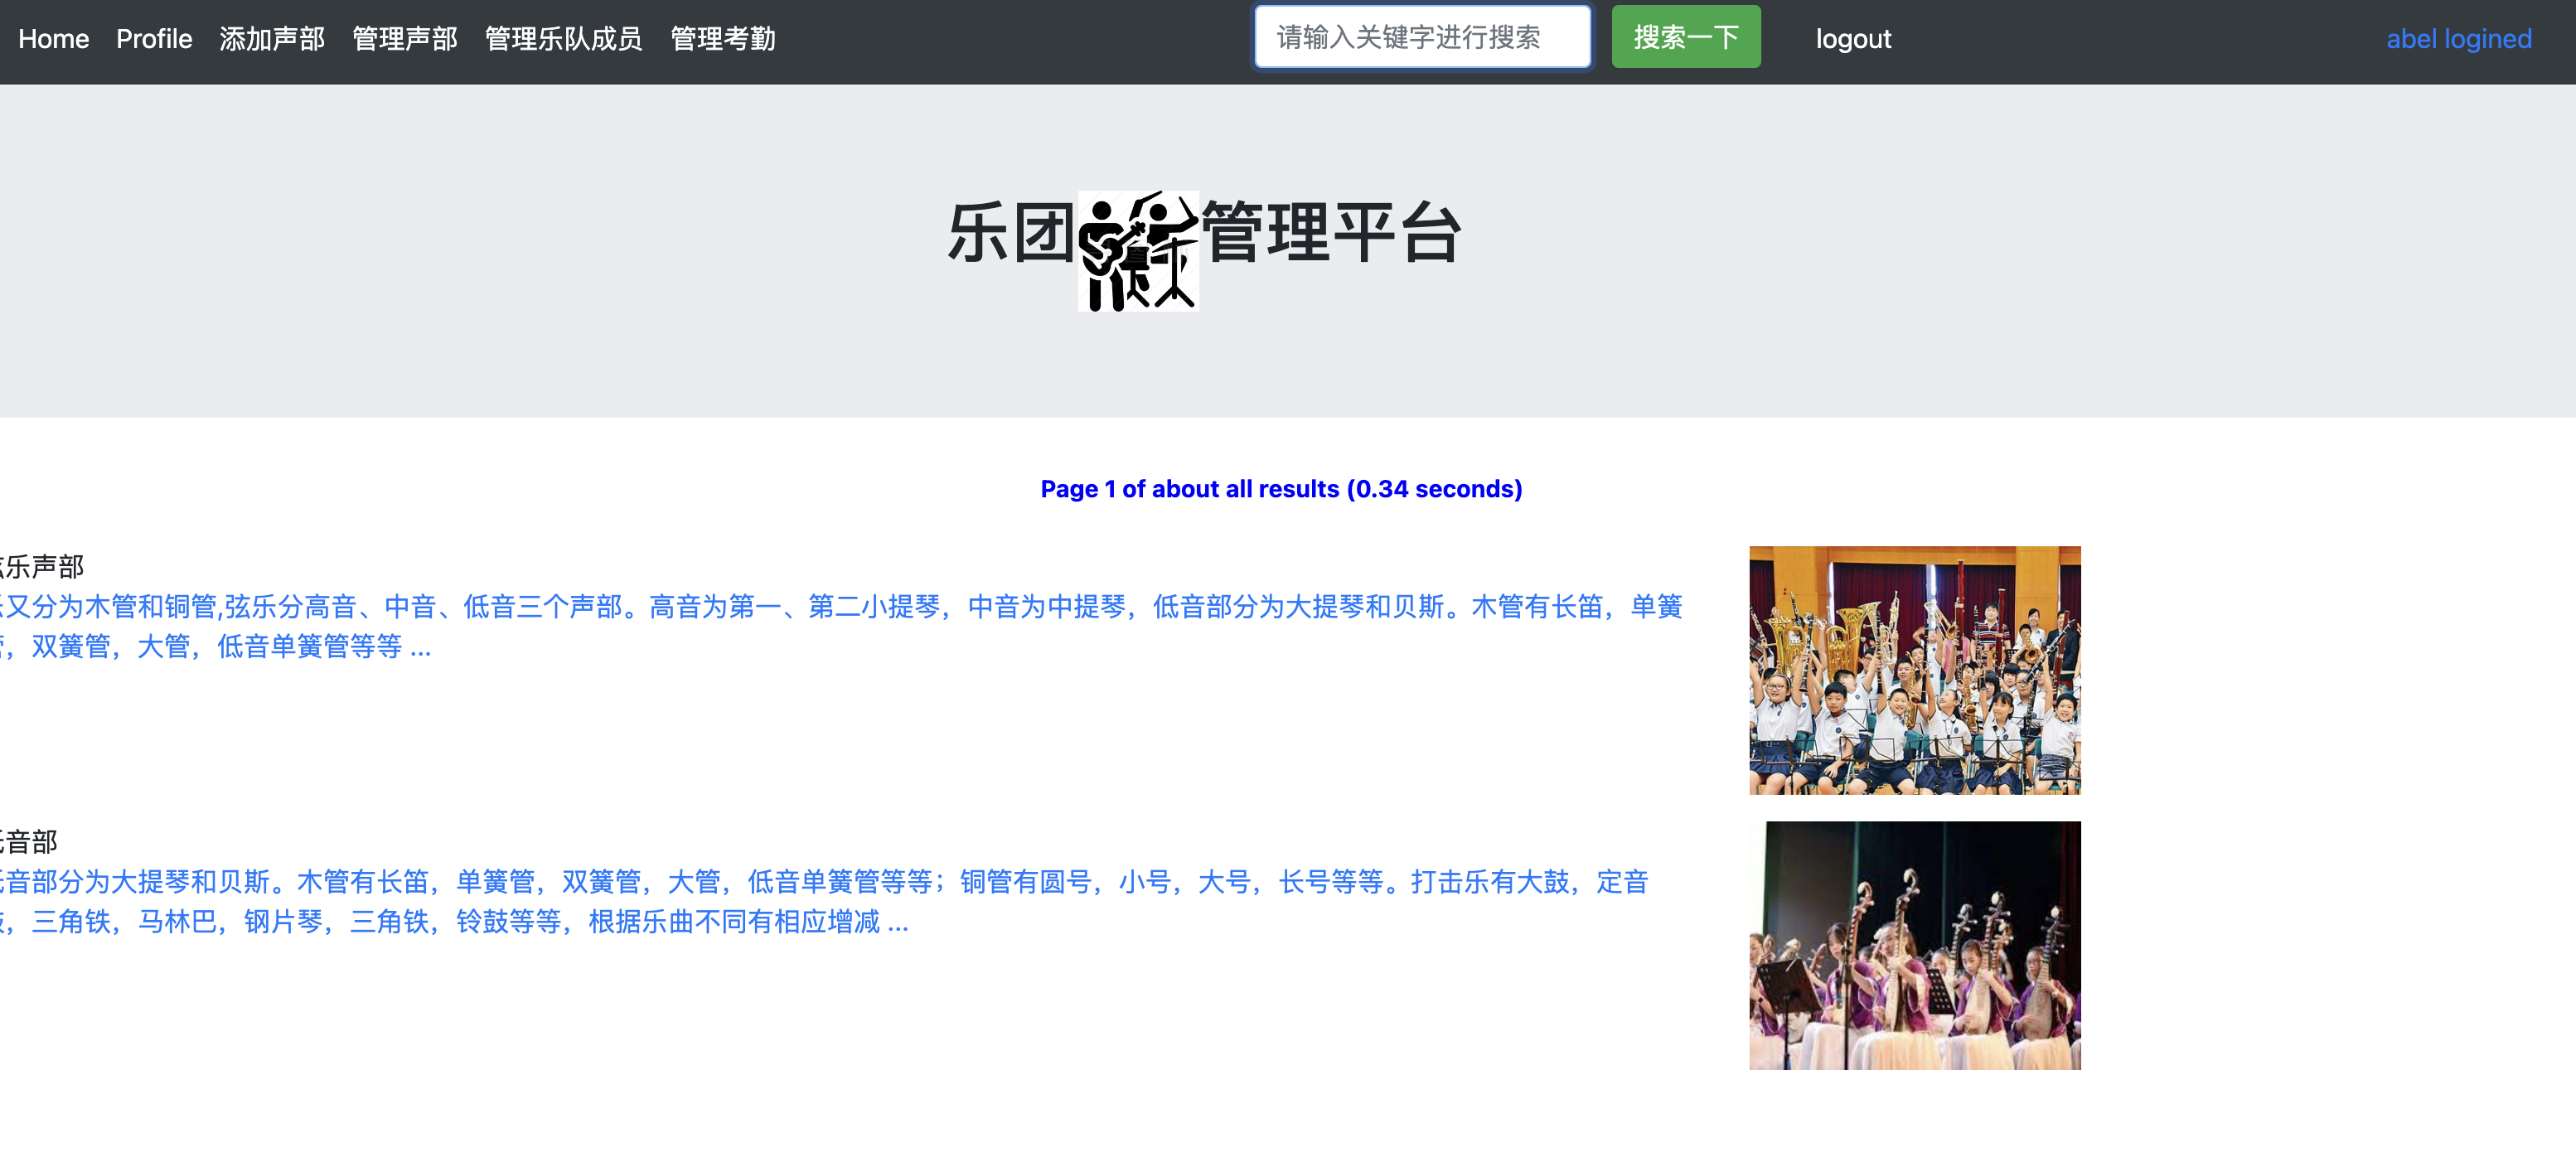 Home Profile 添加声部 管理声部 管理乐队成员 管理考勤 请输入关键字进行搜索 搜索一下 logout abel logined
乐团管理平台
Page 1 of about all results (0.34 seconds)
乐声部
又分为木管和铜管,弦乐分高音、中音、低音三个声部。高音为第一、第二小提琴，中音为中提琴，低音部分为大提琴和贝斯。木管有长笛，单簧
，双簧管，大管，低音单簧管等等 ...
音部
音部分为大提琴和贝斯。木管有长笛，单簧管，双簧管，大管，低音单簧管等等；铜管有圆号，小号，大号，长号等等。打击乐有大鼓，定音
，三角铁，马林巴，钢片琴，三角铁，铃鼓等等，根据乐曲不同有相应增减 ...